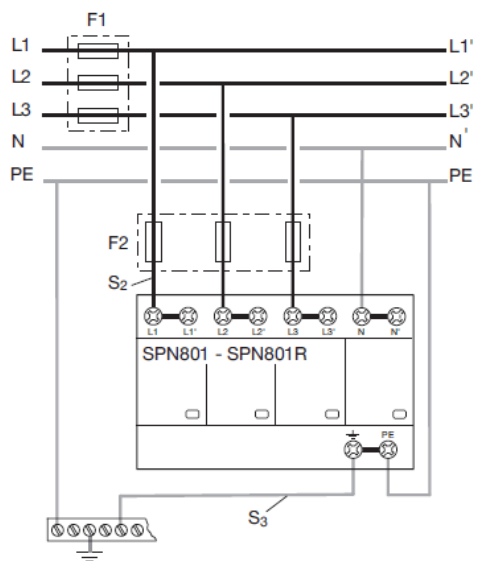 F1
L1 L1'
L2 L2'
L3 L3'
N N'
PE PE
F2
S2
L1 L1' L2 L2' L3 L3' N N'
SPN801 - SPN801R
PE
S3